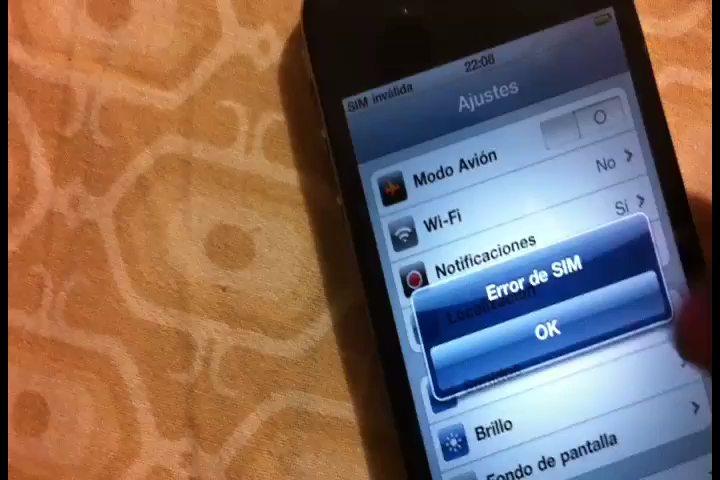 22:06
SIM inválida
Ajustes
Modo Avión
Wi-Fi
No
Notificaciones
Sí
Error de SIM
OK
Brillo
Fondo de pantalla